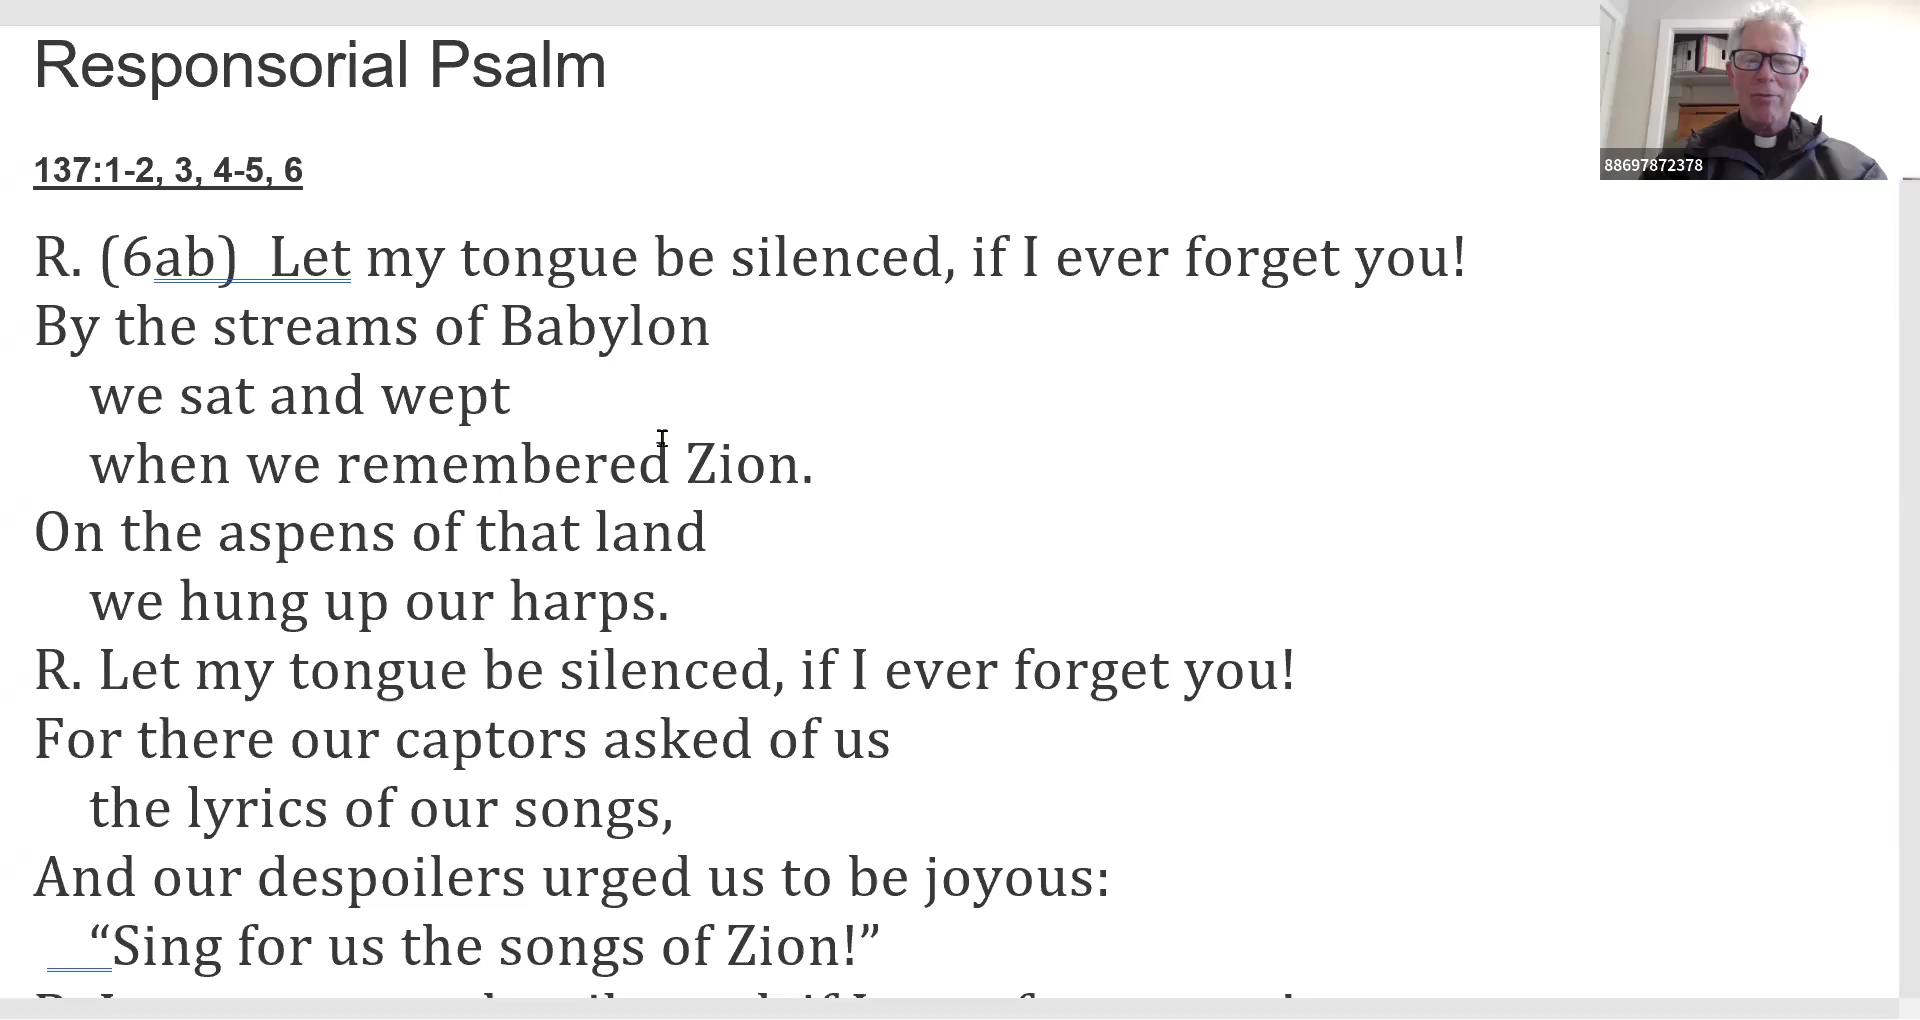 Responsorial Psalm
88697872378
137:1-2, 3, 4-5, 6
R. (6ab)  Let my tongue be silenced, if I ever forget you!
By the streams of Babylon
we sat and wept
when we remembered Zion.
On the aspens of that land
we hung up our harps.
R. Let my tongue be silenced, if I ever forget you!
For there our captors asked of us
the lyrics of our songs,
And our despoilers urged us to be joyous:
“Sing for us the songs of Zion!”